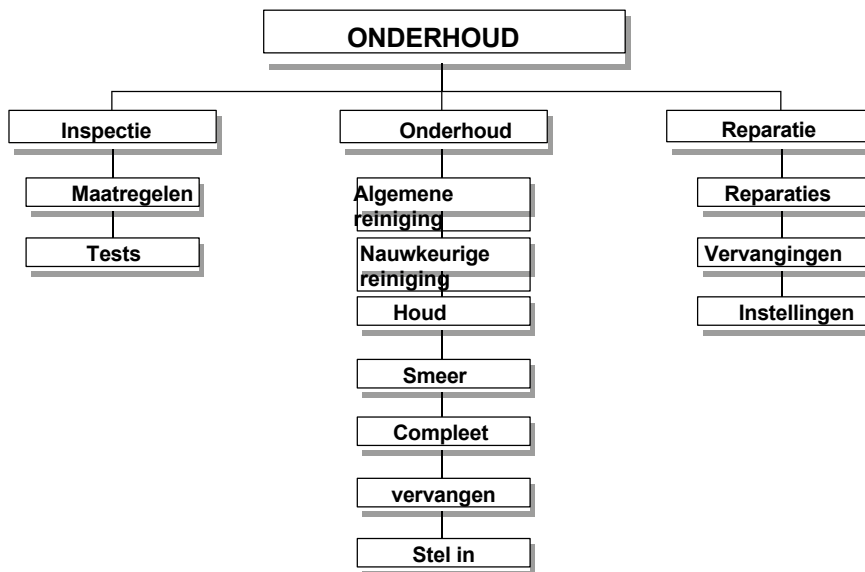 ONDERHOUD
Inspectie
Onderhoud
Reparatie
Maatregelen
Algemene
reiniging
Reparaties
Tests
Nauwkeurige
reiniging
Vervangingen
Houd
Instellingen
Smeer
Compleet
vervangen
Stel in